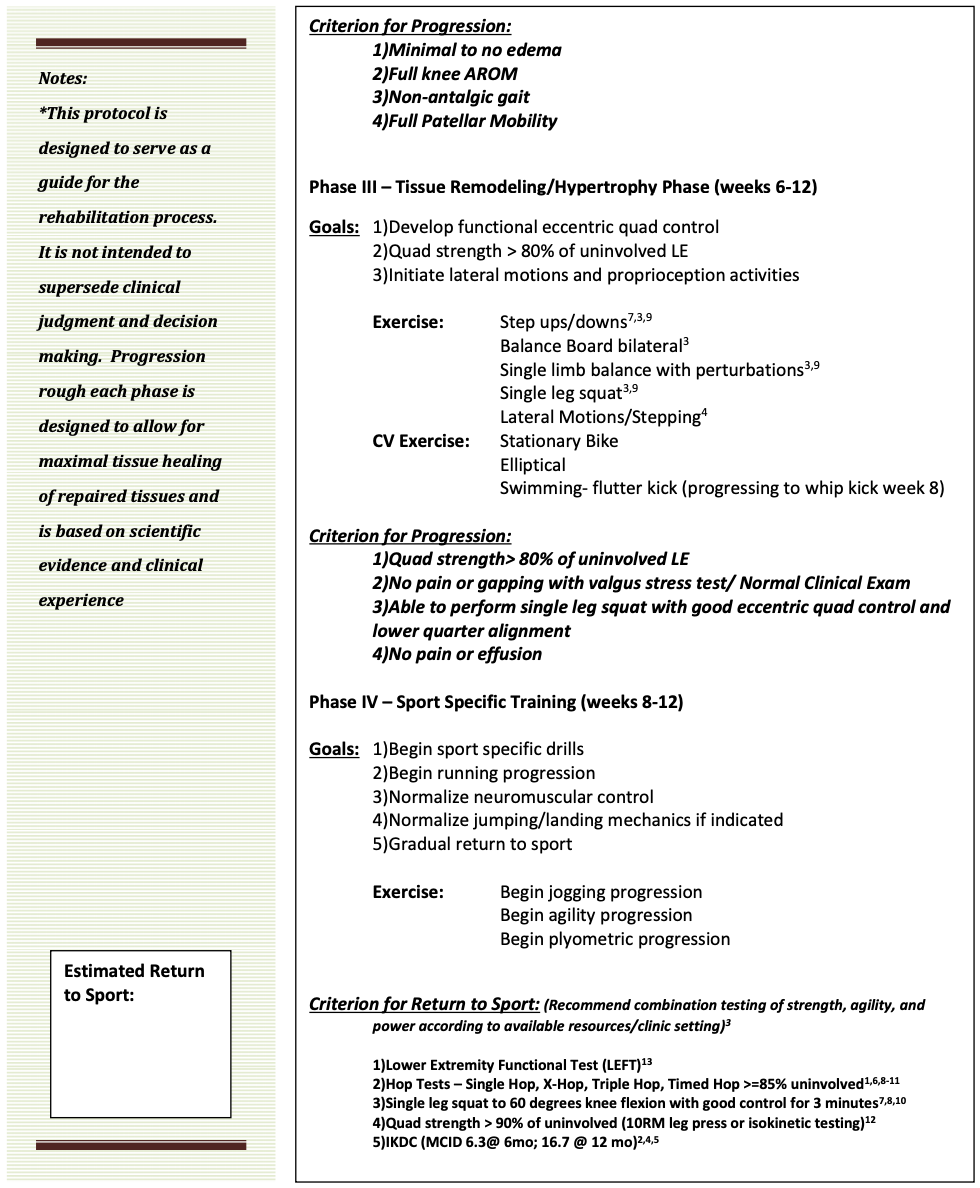 Notes:
*This protocol is
designed to serve as a
guide for the
rehabilitation process.
It is not intended to
supersede clinical
judgment and decision
making.  Progression
rough each phase is
designed to allow for
maximal tissue healing
of repaired tissues and
is based on scientific
evidence and clinical
experience
Estimated Return
to Sport:
Criterion for Progression:
1)Minimal to no edema
2)Full knee AROM
3)Non-antalgic gait
4)Full Patellar Mobility
Phase III – Tissue Remodeling/Hypertrophy Phase (weeks 6-12)
Goals: 1)Develop functional eccentric quad control
2)Quad strength > 80% of uninvolved LE
3)Initiate lateral motions and proprioception activities
Exercise: Step ups/downs7,3,9
Balance Board bilateral3
Single limb balance with perturbations3,9
Single leg squat3,9
Lateral Motions/Stepping4
CV Exercise: Stationary Bike
Elliptical
Swimming- flutter kick (progressing to whip kick week 8)
Criterion for Progression:
1)Quad strength> 80% of uninvolved LE
2)No pain or gapping with valgus stress test/ Normal Clinical Exam
3)Able to perform single leg squat with good eccentric quad control and
lower quarter alignment
4)No pain or effusion
Phase IV – Sport Specific Training (weeks 8-12)
Goals: 1)Begin sport specific drills
2)Begin running progression
3)Normalize neuromuscular control
4)Normalize jumping/landing mechanics if indicated
5)Gradual return to sport
Exercise: Begin jogging progression
Begin agility progression
Begin plyometric progression
Criterion for Return to Sport: (Recommend combination testing of strength, agility, and
power according to available resources/clinic setting)3
1)Lower Extremity Functional Test (LEFT)13
2)Hop Tests – Single Hop, X-Hop, Triple Hop, Timed Hop >=85% uninvolved1,6,8-11
3)Single leg squat to 60 degrees knee flexion with good control for 3 minutes7,8,10
4)Quad strength > 90% of uninvolved (10RM leg press or isokinetic testing)12
5)IKDC (MCID 6.3@ 6mo; 16.7 @ 12 mo)2,4,5